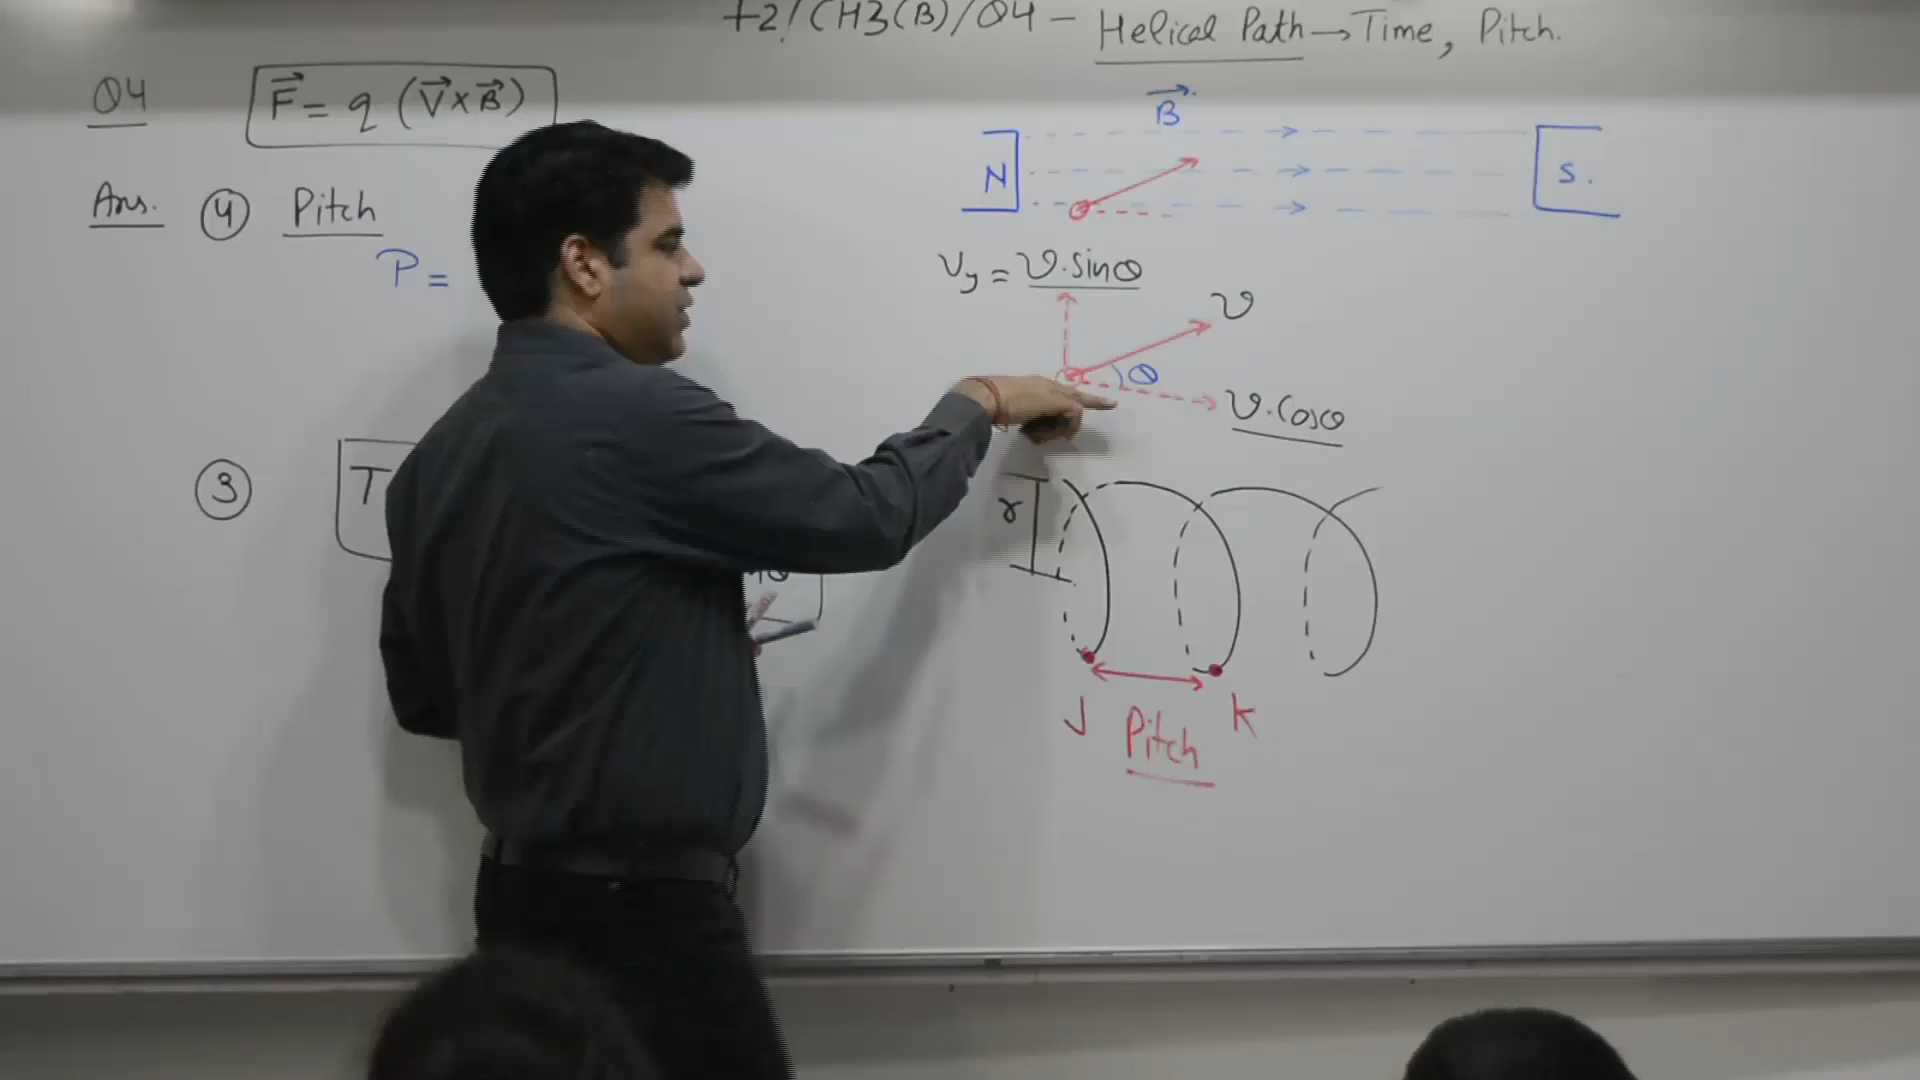 +2/CH3(B)/Q4 - Helical Path → Time, Pitch.
Q4
F = q (V × B)
Ans. 4 Pitch
P =
3
T
B
N
S.
Vy = v.sinθ
v
θ
v.cosθ
r
J
K
Pitch